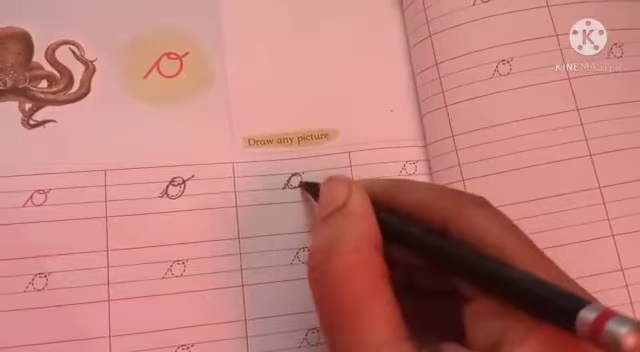 o
K
KINEMASTER
Draw any picture
o
o o o o
o o o
o o
o o